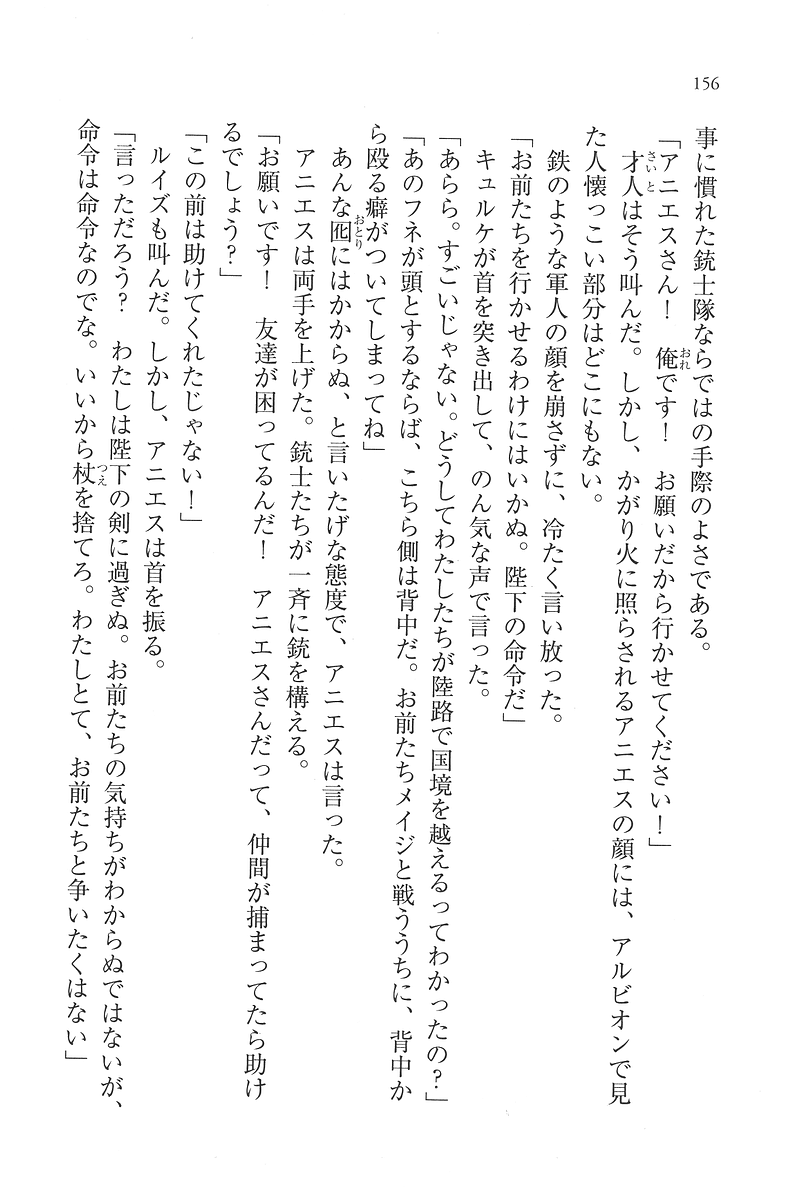 156
事に慣れた銃士隊ならではの手際のよさである。
「アニエスさん！　俺です！　お願いだから行かせてください！」
才人はそう叫んだ。しかし、かがり火に照らされるアニエスの顔には、アルビオンで見
た人懐っこい部分はどこにもない。
鉄のような軍人の顔を崩さずに、冷たく言い放った。
「お前たちを行かせるわけにはいかぬ。陛下の命令だ」
キュルケが首を突き出して、のん気な声で言った。
「あらら。すごいじゃない。どうしてわたしたちが陸路で国境を越えるってわかったの？」
「あのフネが頭とするならば、こちら側は背中だ。お前たちメイジと戦ううちに、背中か
ら殴る癖がついてしまってね」
あんな囮にはかからぬ、と言いたげな態度で、アニエスは言った。
アニエスは両手を上げた。銃士たちが一斉に銃を構える。
「お願いです！　友達が困ってるんだ！　アニエスさんだって、仲間が捕まってたら助け
るでしょう？」
「この前は助けてくれたじゃない！」
ルイズも叫んだ。しかし、アニエスは首を振る。
「言っただろう？　わたしは陛下の剣に過ぎぬ。お前たちの気持ちがわからぬではないが、
命令は命令なのでな。いいから杖を捨てろ。わたしとて、お前たちと争いたくはない」